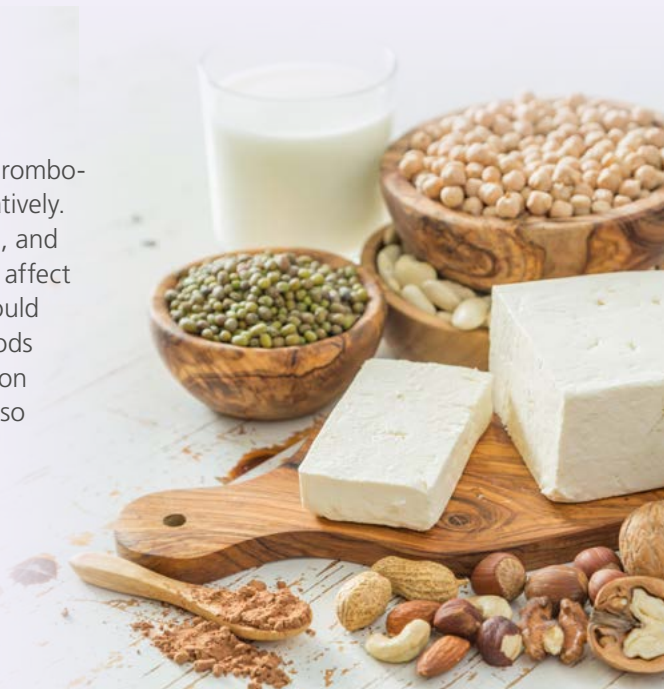 rombo-
tively.
, and
affect
ould
ods
on
so